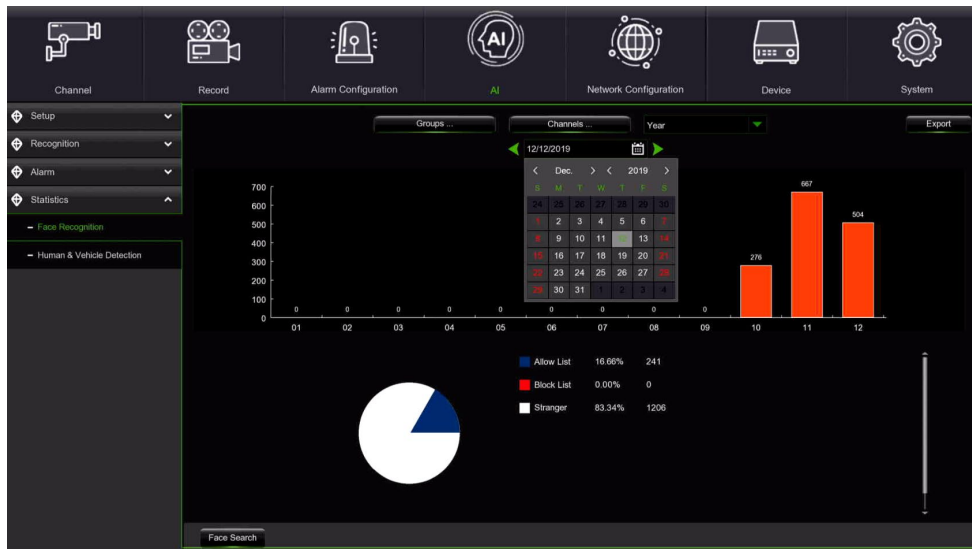 Channel Record Alarm Configuration AI Network Configuration Device System
Setup
Recognition
Alarm
Statistics
Face Recognition
Human & Vehicle Detection
Groups ... Channels ... Year Export
12/12/2019
Dec. 2019
S M T W T F S
24 25 26 27 28 29 30
1 2 3 4 5 6 7
8 9 10 11 12 13 14
15 16 17 18 19 20 21
22 23 24 25 26 27 28
29 30 31 1 2 3 4
700
600
500
400
300
200
100
0
0 0 0 0 0 0 0 0 0 276 667 504
01 02 03 04 05 06 07 08 09 10 11 12
Allow List 16.66% 241
Block List 0.00% 0
Stranger 83.34% 1206
Face Search